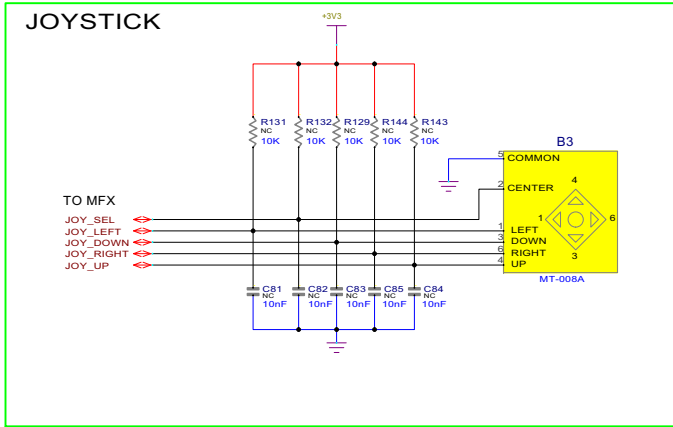 JOYSTICK
+3V3
R131
NC
10K
R132
NC
10K
R129
NC
10K
R144
NC
10K
R143
NC
10K
B3
5 COMMON
2 CENTER
1 LEFT
3 DOWN
6 RIGHT
4 UP
4
1 6
3
MT-008A
TO MFX
JOY_SEL
JOY_LEFT
JOY_DOWN
JOY_RIGHT
JOY_UP
C81
NC
10nF
C82
NC
10nF
C83
NC
10nF
C85
NC
10nF
C84
NC
10nF